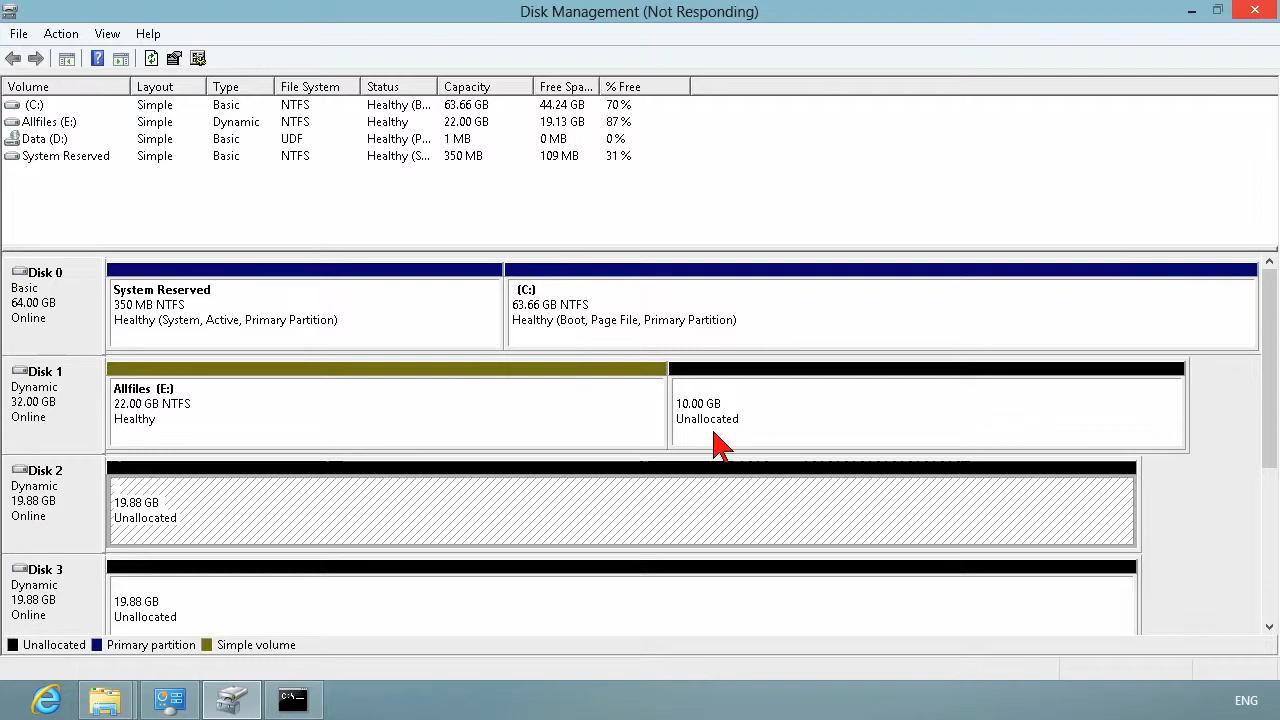 Disk Management (Not Responding)
File Action View Help
Volume Layout Type File System Status Capacity Free Spa... % Free
(C:) Simple Basic NTFS Healthy (B... 63.66 GB 44.24 GB 70 %
Allfiles (E:) Simple Dynamic NTFS Healthy 22.00 GB 19.13 GB 87 %
Data (D:) Simple Basic UDF Healthy (P... 1 MB 0 MB 0 %
System Reserved Simple Basic NTFS Healthy (S... 350 MB 109 MB 31 %
Disk 0
Basic
64.00 GB
Online
System Reserved
350 MB NTFS
Healthy (System, Active, Primary Partition)
(C:)
63.66 GB NTFS
Healthy (Boot, Page File, Primary Partition)
Disk 1
Dynamic
32.00 GB
Online
Allfiles (E:)
22.00 GB NTFS
Healthy
10.00 GB
Unallocated
Disk 2
Dynamic
19.88 GB
Online
19.88 GB
Unallocated
Disk 3
Dynamic
19.88 GB
Online
19.88 GB
Unallocated
Unallocated Primary partition Simple volume
C:\._
ENG